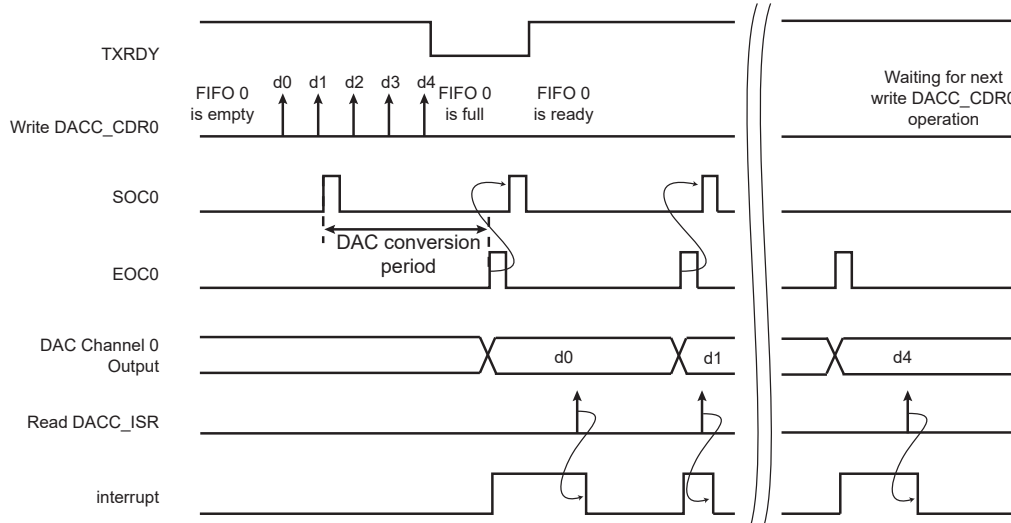 TXRDY
d0 d1 d2 d3 d4
FIFO 0
is empty
FIFO 0
is full
FIFO 0
is ready
Waiting for next
write DACC_CDR0
operation
Write DACC_CDR0
SOC0
DAC conversion
period
EOC0
DAC Channel 0
Output
d0
d1
d4
Read DACC_ISR
interrupt